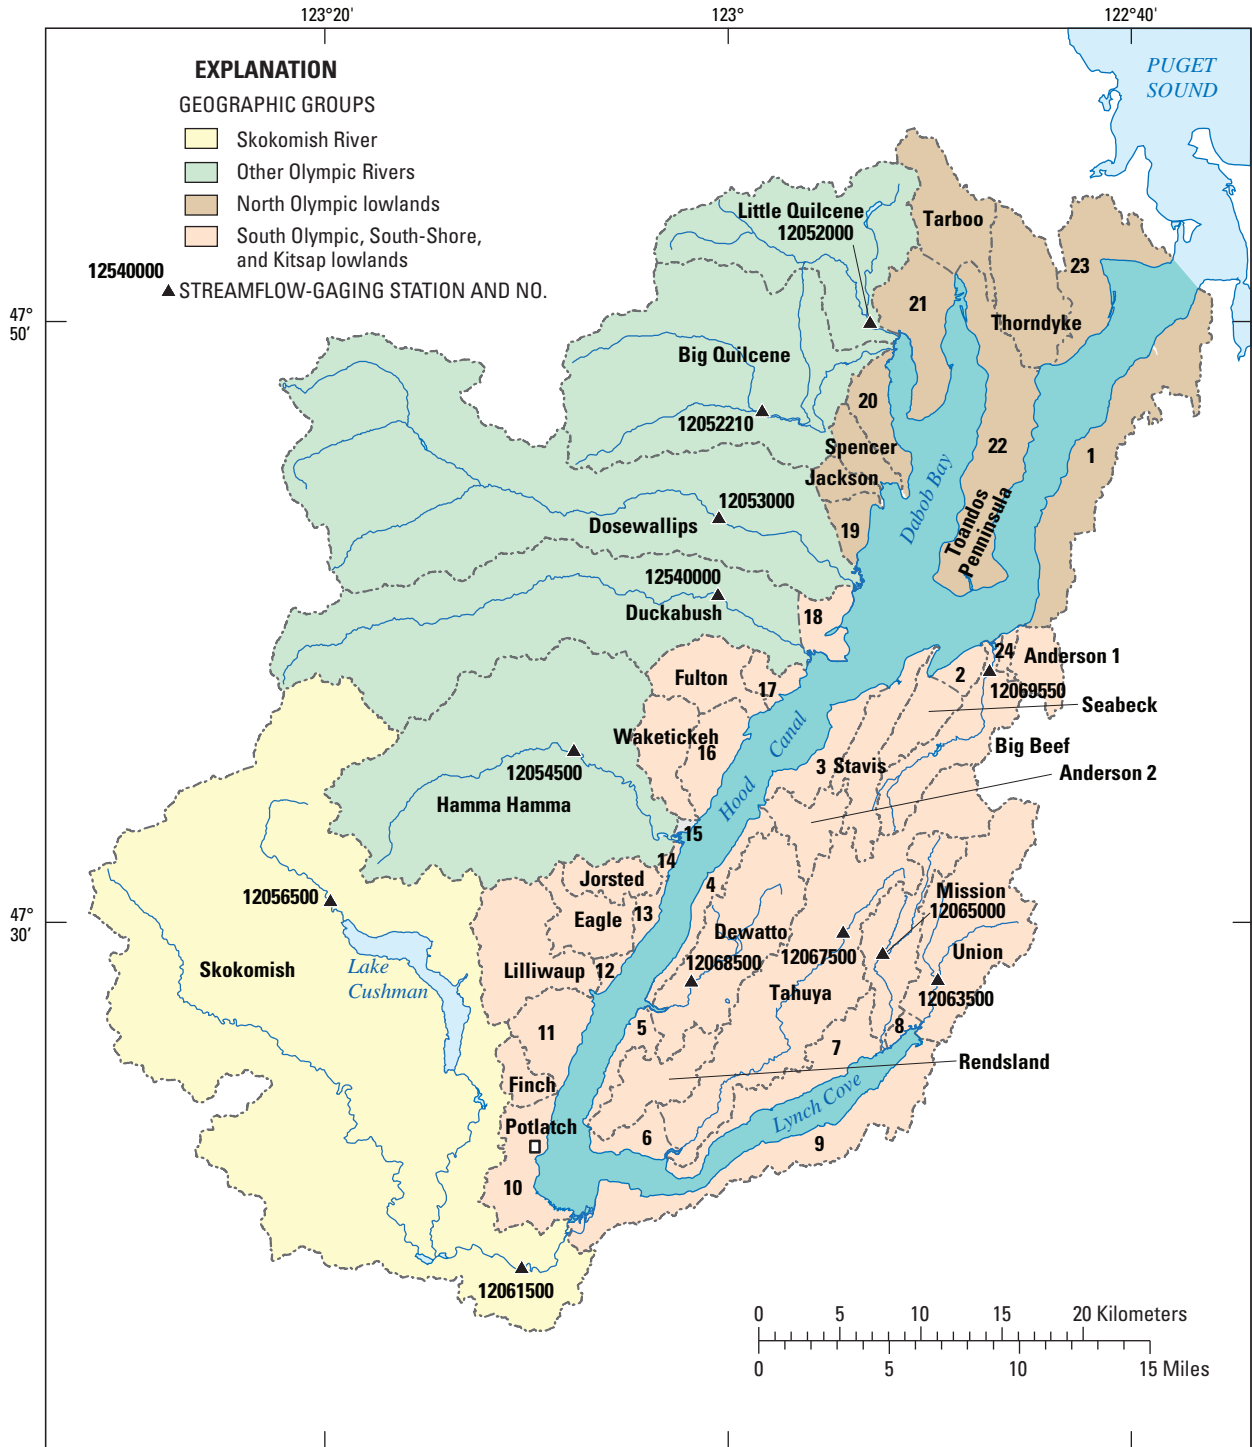 123°20'
123°
122°40'
EXPLANATION
GEOGRAPHIC GROUPS
Skokomish River
Other Olympic Rivers
North Olympic lowlands
South Olympic, South-Shore,
and Kitsap lowlands
12540000
STREAMFLOW-GAGING STATION AND NO.
PUGET
SOUND
47°
50'
Little Quilcene
12052000
Tarboo
23
21
Thorndyke
Big Quilcene
20
12052210
Spencer
22
1
Jackson
Dabob Bay
12053000
Dosewallips
19
Toandos
Penninsula
12540000
Duckabush
18
24
Anderson 1
Fulton
17
2
12069550
Seabeck
Waketickeh
16
Hood Canal
3
Stavis
Big Beef
Anderson 2
12054500
Hamma Hamma
15
14
Jorsted
4
12056500
Eagle
13
Mission
12065000
47°
30'
Dewatto
12067500
Union
Skokomish
Lake
Cushman
Lilliwaup
12
12068500
Tahuya
12063500
11
5
8
7
Rendsland
Finch
Lynch Cove
Potlatch
6
9
10
12061500
0 5 10 15 20 Kilometers
0 5 10 15 Miles